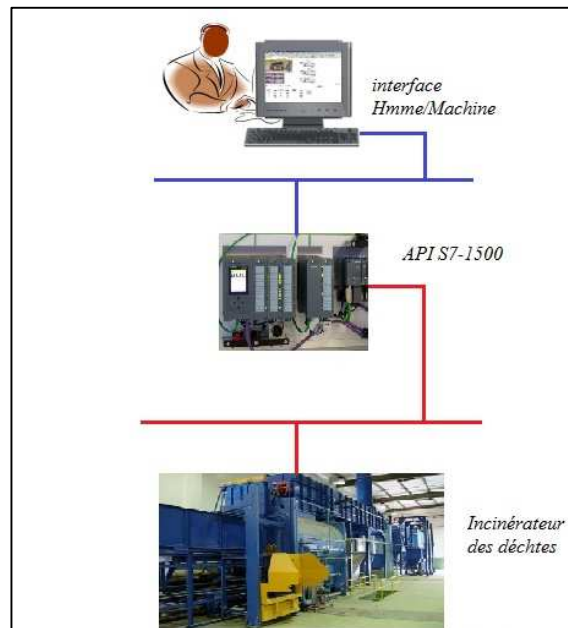 interface
Hmme/Machine
API S7-1500
Incinérateur
des déchtes